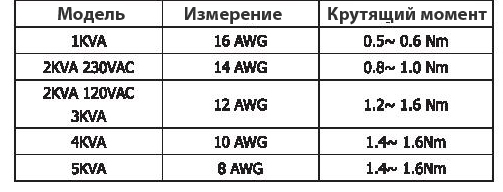 Модель Измерение Крутящий момент
1KVA 16 AWG 0.5~ 0.6 Nm
2KVA 230VAC 14 AWG 0.8~ 1.0 Nm
2KVA 120VAC
3KVA 12 AWG 1.2~ 1.6 Nm
4KVA 10 AWG 1.4~ 1.6Nm
5KVA 8 AWG 1.4~ 1.6Nm